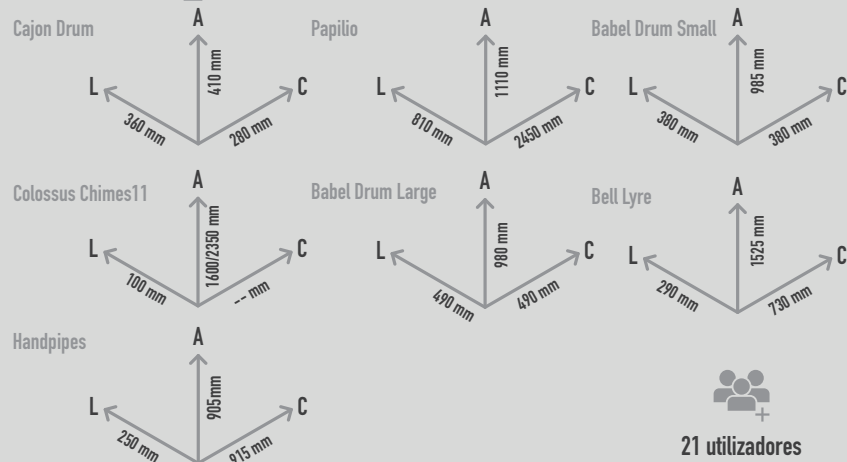 Cajon Drum
A
410 mm
L
360 mm
C
280 mm
Papilio
A
1110 mm
L
810 mm
C
2450 mm
Babel Drum Small
A
985 mm
L
380 mm
C
380 mm
Colossus Chimes11
A
1600/2350 mm
L
100 mm
C
-- mm
Babel Drum Large
A
980 mm
L
490 mm
C
490 mm
Bell Lyre
A
1525 mm
L
290 mm
C
730 mm
Handpipes
A
905mm
L
250 mm
C
915 mm
21 utilizadores